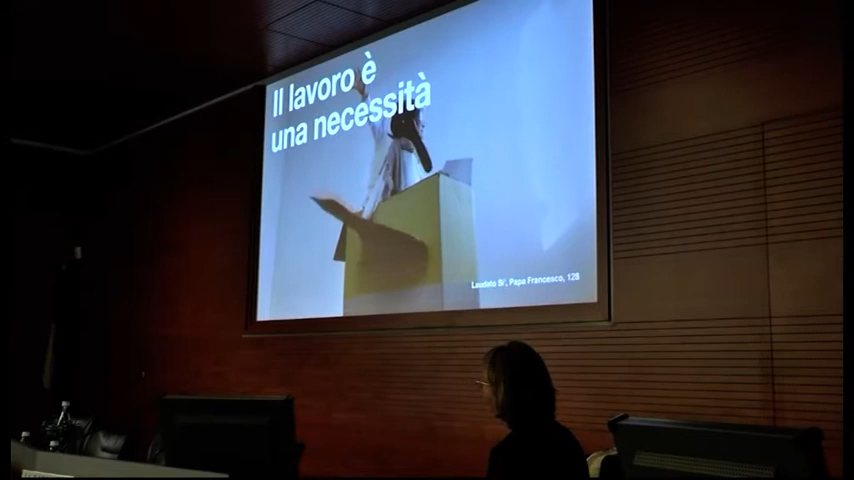 Il lavoro è
una necessità
Laudato Si', Papa Francesco, 128